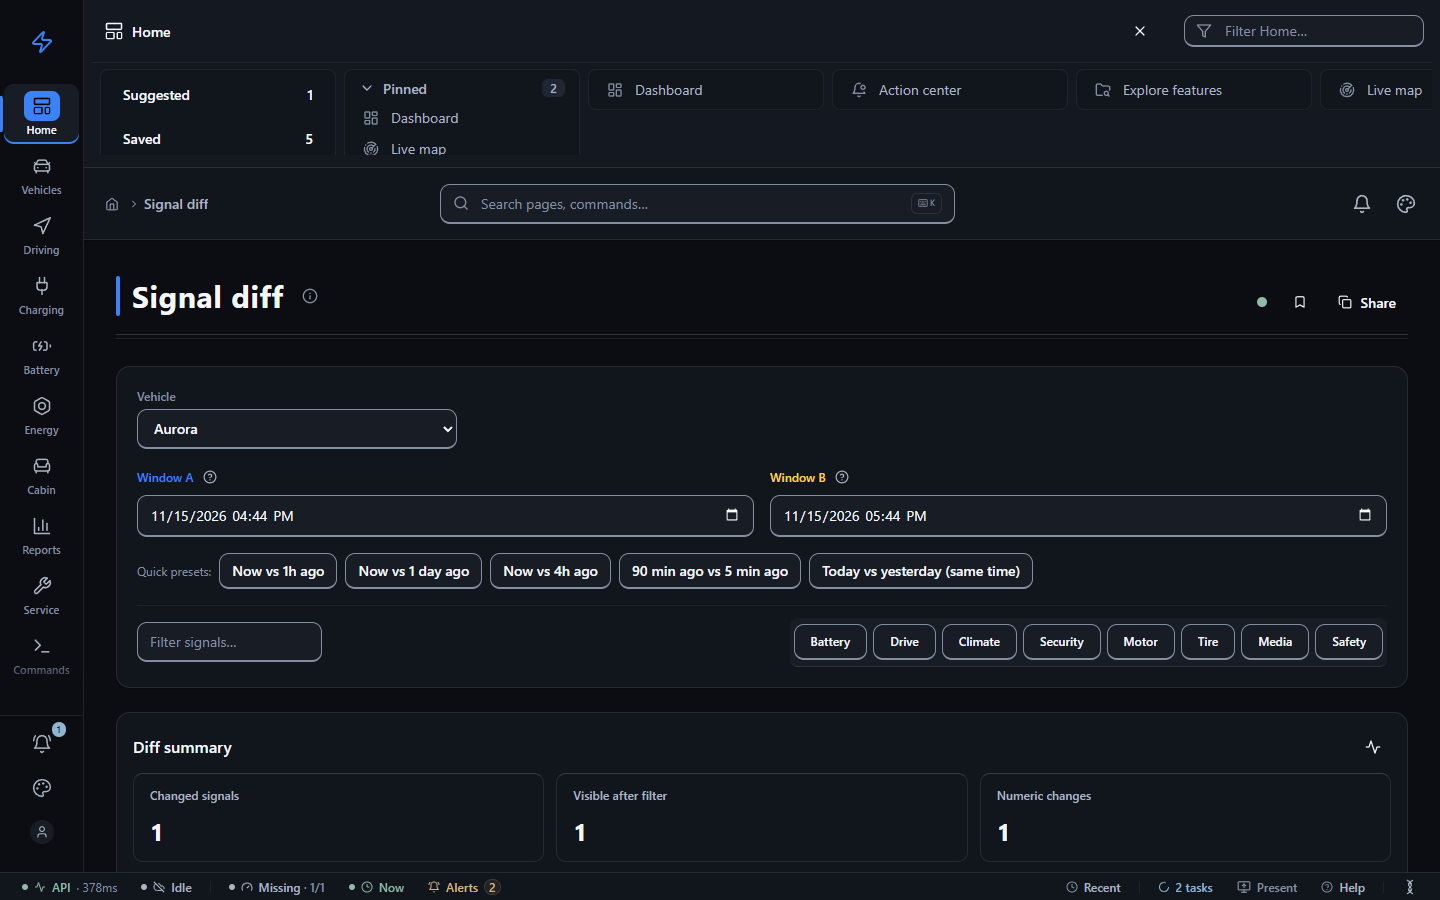 Home
Filter Home...
Suggested 1
Saved 5
Pinned 2
Dashboard
Live map
Dashboard
Action center
Explore features
Live map
Home
Vehicles
Driving
Charging
Battery
Energy
Cabin
Reports
Service
Commands
1
Signal diff
Search pages, commands...
K
Signal diff
Share
Vehicle
Aurora
Window A
11/15/2026 04:44 PM
Window B
11/15/2026 05:44 PM
Quick presets:
Now vs 1h ago
Now vs 1 day ago
Now vs 4h ago
90 min ago vs 5 min ago
Today vs yesterday (same time)
Filter signals...
Battery
Drive
Climate
Security
Motor
Tire
Media
Safety
Diff summary
Changed signals
1
Visible after filter
1
Numeric changes
1
API · 378ms
Idle
Missing · 1/1
Now
Alerts 2
Recent
2 tasks
Present
Help